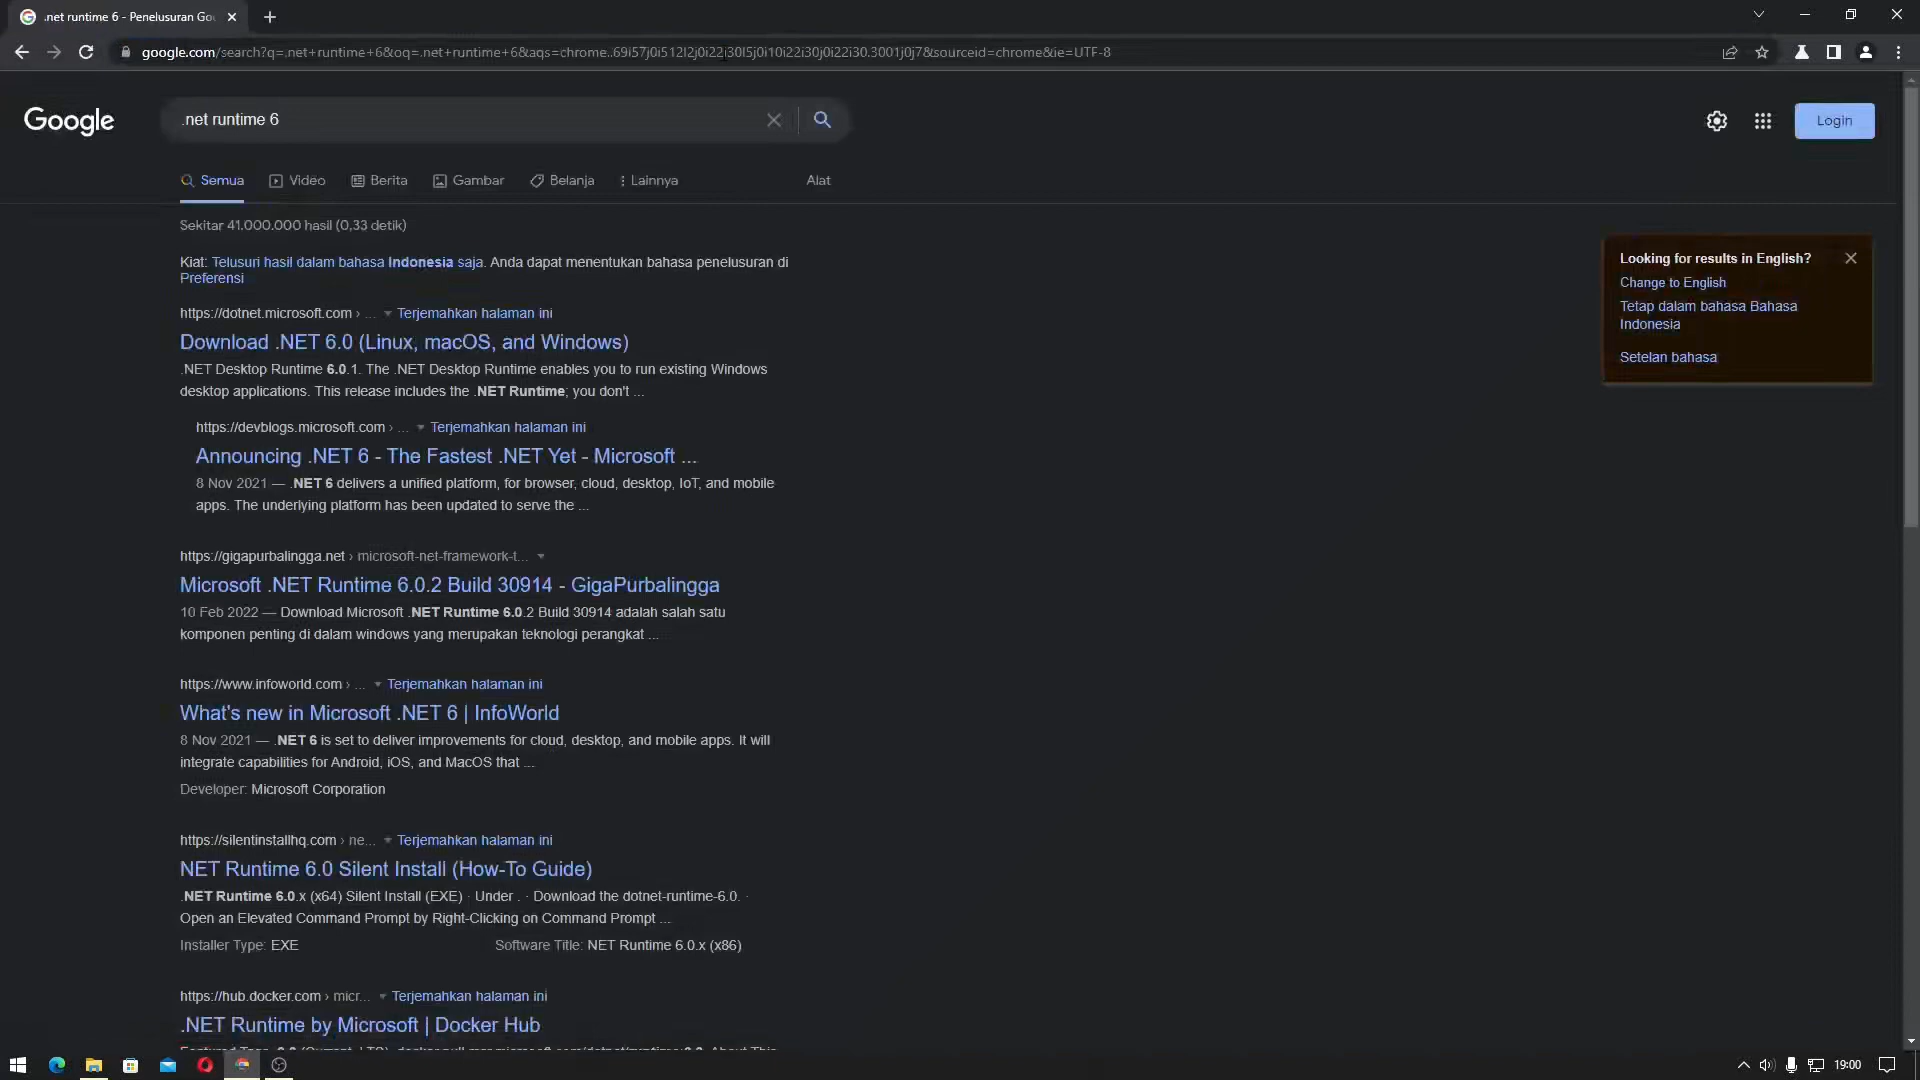 .net runtime 6 - Penelusuran Goo
google.com/search?q=.net+runtime+6&oq=.net+runtime+6&aqs=chrome..69i57j0i512l2j0i22i30l5j0i10i22i30j0i22i30.3001j0j7&sourceid=chrome&ie=UTF-8
Google
.net runtime 6
Login
Semua Video Berita Gambar Belanja Lainnya Alat
Sekitar 41.000.000 hasil (0,33 detik)
Kiat: Telusuri hasil dalam bahasa Indonesia saja. Anda dapat menentukan bahasa penelusuran di
Preferensi
https://dotnet.microsoft.com › ... Terjemahkan halaman ini
Download .NET 6.0 (Linux, macOS, and Windows)
.NET Desktop Runtime 6.0.1. The .NET Desktop Runtime enables you to run existing Windows
desktop applications. This release includes the .NET Runtime; you don't ...
https://devblogs.microsoft.com › ... Terjemahkan halaman ini
Announcing .NET 6 - The Fastest .NET Yet - Microsoft ...
8 Nov 2021 — .NET 6 delivers a unified platform, for browser, cloud, desktop, IoT, and mobile
apps. The underlying platform has been updated to serve the ...
https://gigapurbalingga.net › microsoft-net-framework-t...
Microsoft .NET Runtime 6.0.2 Build 30914 - GigaPurbalingga
10 Feb 2022 — Download Microsoft .NET Runtime 6.0.2 Build 30914 adalah salah satu
komponen penting di dalam windows yang merupakan teknologi perangkat ...
https://www.infoworld.com › ... Terjemahkan halaman ini
What's new in Microsoft .NET 6 | InfoWorld
8 Nov 2021 — .NET 6 is set to deliver improvements for cloud, desktop, and mobile apps. It will
integrate capabilities for Android, iOS, and MacOS that ...
Developer: Microsoft Corporation
https://silentinstallhq.com › ne... Terjemahkan halaman ini
NET Runtime 6.0 Silent Install (How-To Guide)
.NET Runtime 6.0.x (x64) Silent Install (EXE) · Under . · Download the dotnet-runtime-6.0. ·
Open an Elevated Command Prompt by Right-Clicking on Command Prompt ...
Installer Type: EXE Software Title: NET Runtime 6.0.x (x86)
https://hub.docker.com › micr... Terjemahkan halaman ini
.NET Runtime by Microsoft | Docker Hub
Looking for results in English?
Change to English
Tetap dalam bahasa Bahasa
Indonesia
Setelan bahasa
19:00